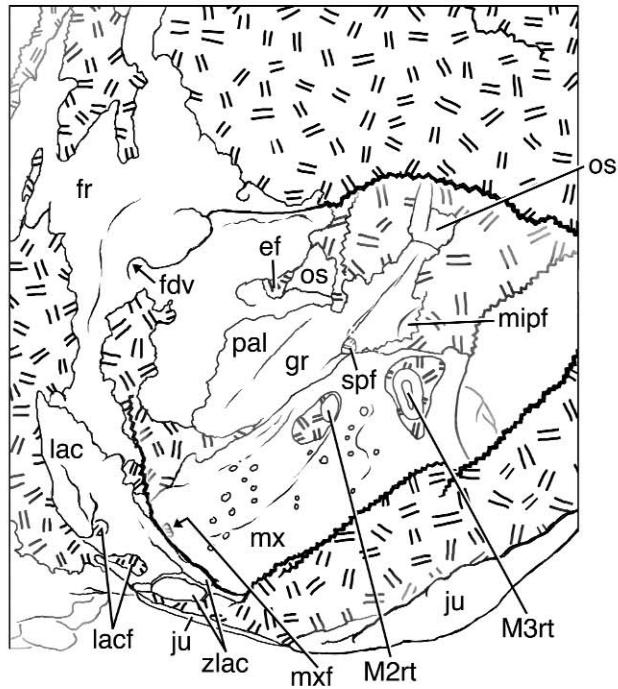 os
fr
ef
os
fdv
mipf
pal
gr
spf
lac
mx
ju
lacf
ju
zlac
mxf
M2rt
M3rt